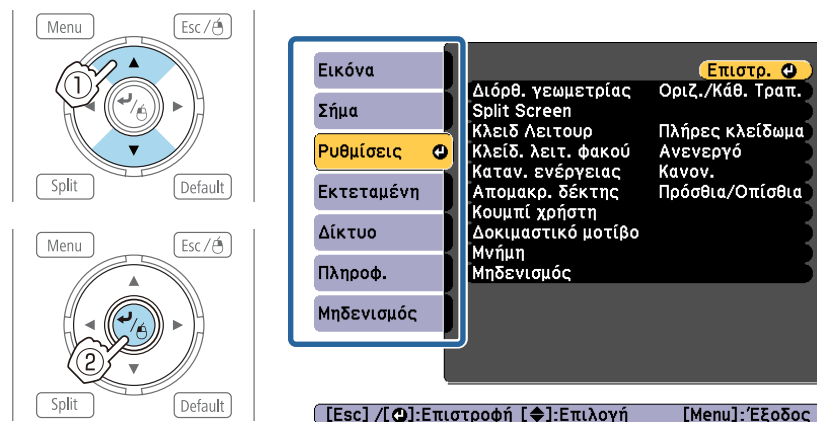 Menu
Esc /
1
Split
Default
Menu
Esc /
2
Split
Default
Εικόνα
Σήμα
Ρυθμίσεις
Εκτεταμένη
Δίκτυο
Πληροφ.
Μηδενισμός
Επιστρ.
Διόρθ. γεωμετρίας Οριζ./Κάθ. Τραπ.
Split Screen
Κλειδ Λειτουρ Πλήρες κλείδωμα
Κλείδ. λειτ. φακού Ανενεργό
Καταν. ενέργειας Κανον.
Απομακρ. δέκτης Πρόσθια/Οπίσθια
Κουμπί χρήστη
Δοκιμαστικό μοτίβο
Μνήμη
Μηδενισμός
[Esc] /[ ]:Επιστροφή [ ]:Επιλογή [Menu]:Έξοδος